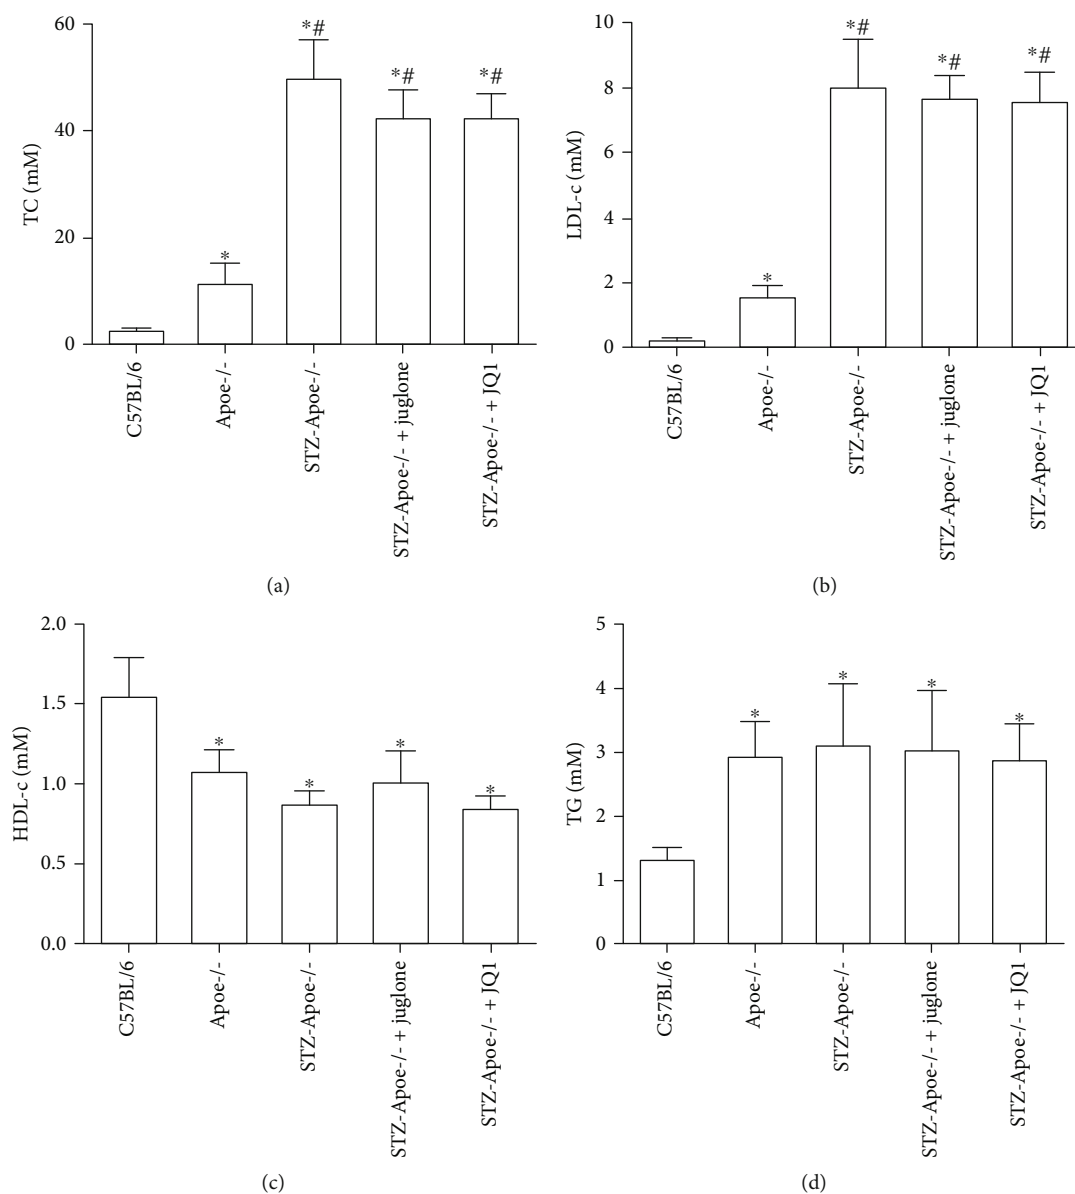 60
40
20
0
TC (mM)
*
*#
*#
*#
C57BL/6
Apoe-/-
STZ-Apoe-/-
STZ-Apoe-/- + juglone
STZ-Apoe-/- + JQ1
(a)
10
8
6
4
2
0
LDL-c (mM)
*
*#
*#
*#
C57BL/6
Apoe-/-
STZ-Apoe-/-
STZ-Apoe-/- + juglone
STZ-Apoe-/- + JQ1
(b)
2.0
1.5
1.0
0.5
0.0
HDL-c (mM)
*
*
*
*
C57BL/6
Apoe-/-
STZ-Apoe-/-
STZ-Apoe-/- + juglone
STZ-Apoe-/- + JQ1
(c)
5
4
3
2
1
0
TG (mM)
*
*
*
*
C57BL/6
Apoe-/-
STZ-Apoe-/-
STZ-Apoe-/- + juglone
STZ-Apoe-/- + JQ1
(d)